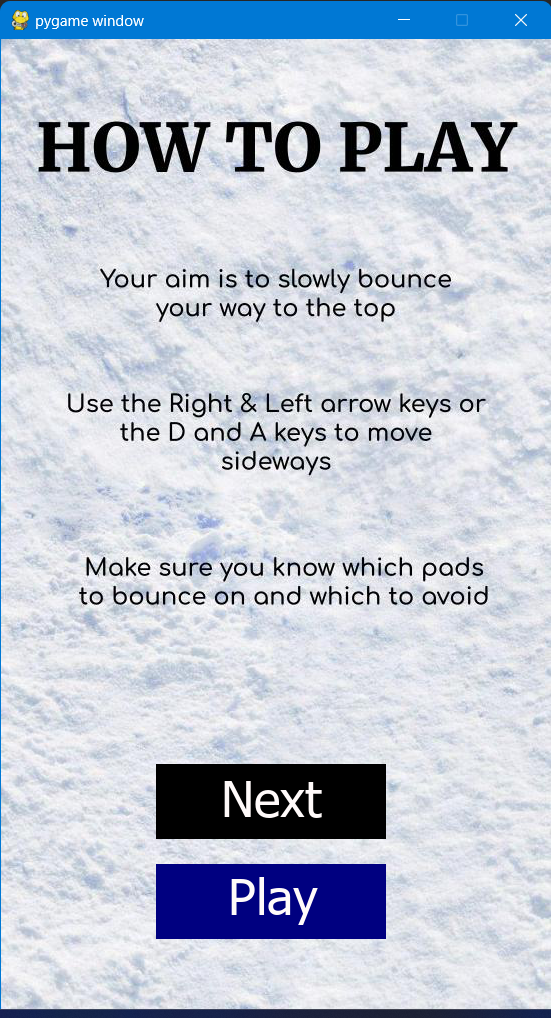 pygame window
HOW TO PLAY
Your aim is to slowly bounce
your way to the top
Use the Right & Left arrow keys or
the D and A keys to move
sideways
Make sure you know which pads
to bounce on and which to avoid
Next
Play